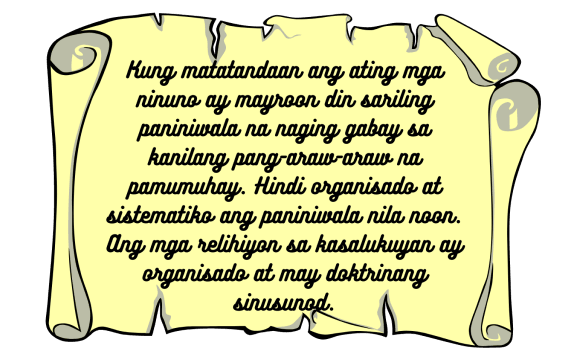 Kung matatandaan ang ating mga
ninuno ay mayroon din sariling
paniniwala na naging gabay sa
kanilang pang-araw-araw na
pamumuhay. Hindi organisado at
sistematiko ang paniniwala nila noon.
Ang mga relihiyon sa kasalukuyan ay
organisado at may doktrinang
sinusunod.